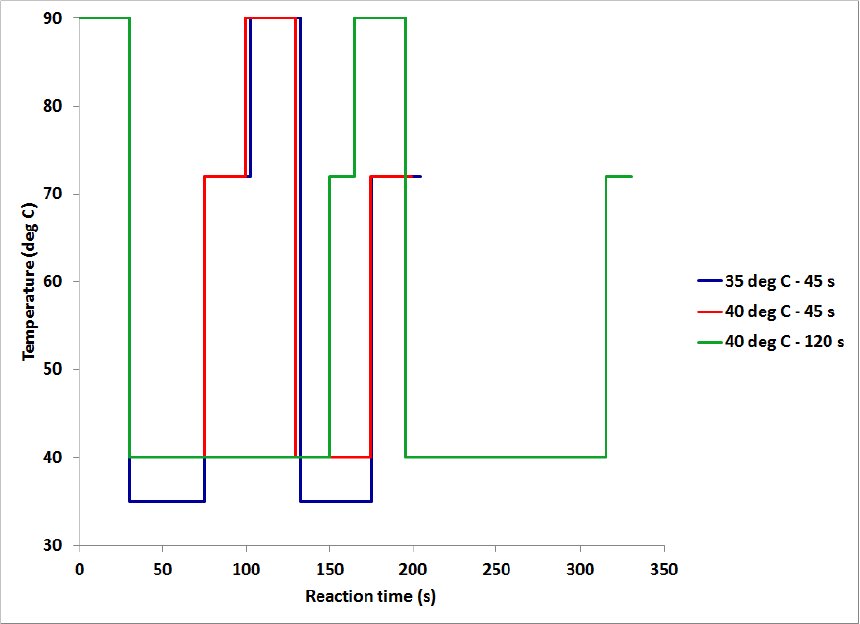 90
80
70
60
50
40
30
Temperature (deg C)
0 50 100 150 200 250 300 350
Reaction time (s)
35 deg C - 45 s
40 deg C - 45 s
40 deg C - 120 s